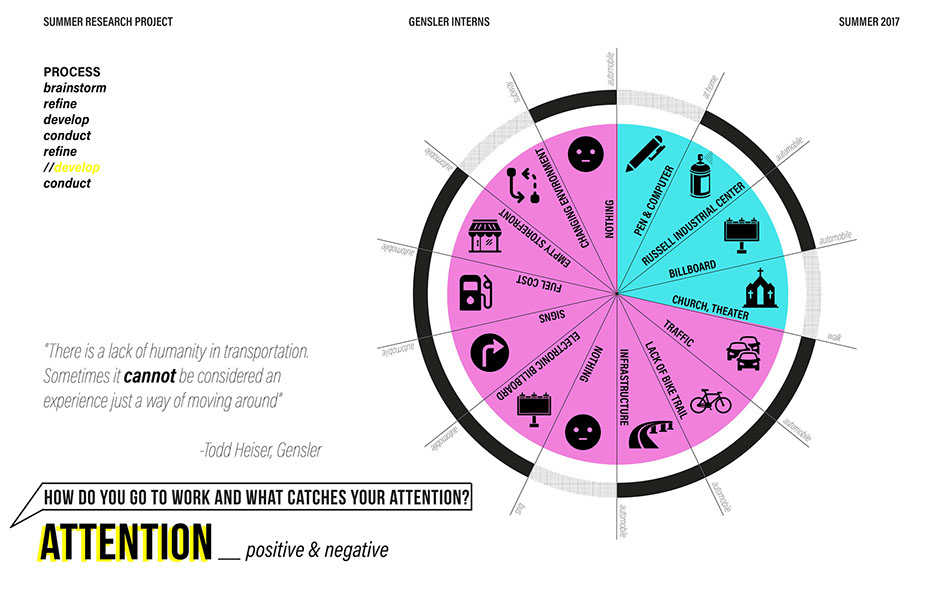 SUMMER RESEARCH PROJECT
GENSLER INTERNS
SUMMER 2017
PROCESS
brainstorm
refine
develop
conduct
refine
//develop
conduct
"There is a lack of humanity in transportation.
Sometimes it cannot be considered an
experience just a way of moving around"
-Todd Heiser, Gensler
HOW DO YOU GO TO WORK AND WHAT CATCHES YOUR ATTENTION?
ATTENTION __ positive & negative
automobile
at home
automobile
automobile
walk
automobile
automobile
automobile
bus
automobile
automobile
automobile
automobile
subway
PEN & COMPUTER
RUSSELL INDUSTRIAL CENTER
BILLBOARD
CHURCH, THEATER
TRAFFIC
LACK OF BIKE TRAIL
INFRASTRUCTURE
NOTHING
ELECTRONIC BILLBOARD
SIGNS
FUEL COST
EMPTY STOREFRONT
CHANGING ENVIRONMENT
NOTHING